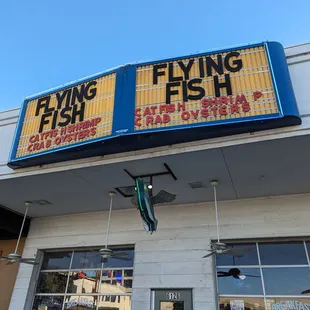 FLYING
FISH
CATFISH SHRIMP
CRAB OYSTERS
FLYING
FISH
CATFISH SHRIMP
CRAB OYSTERS